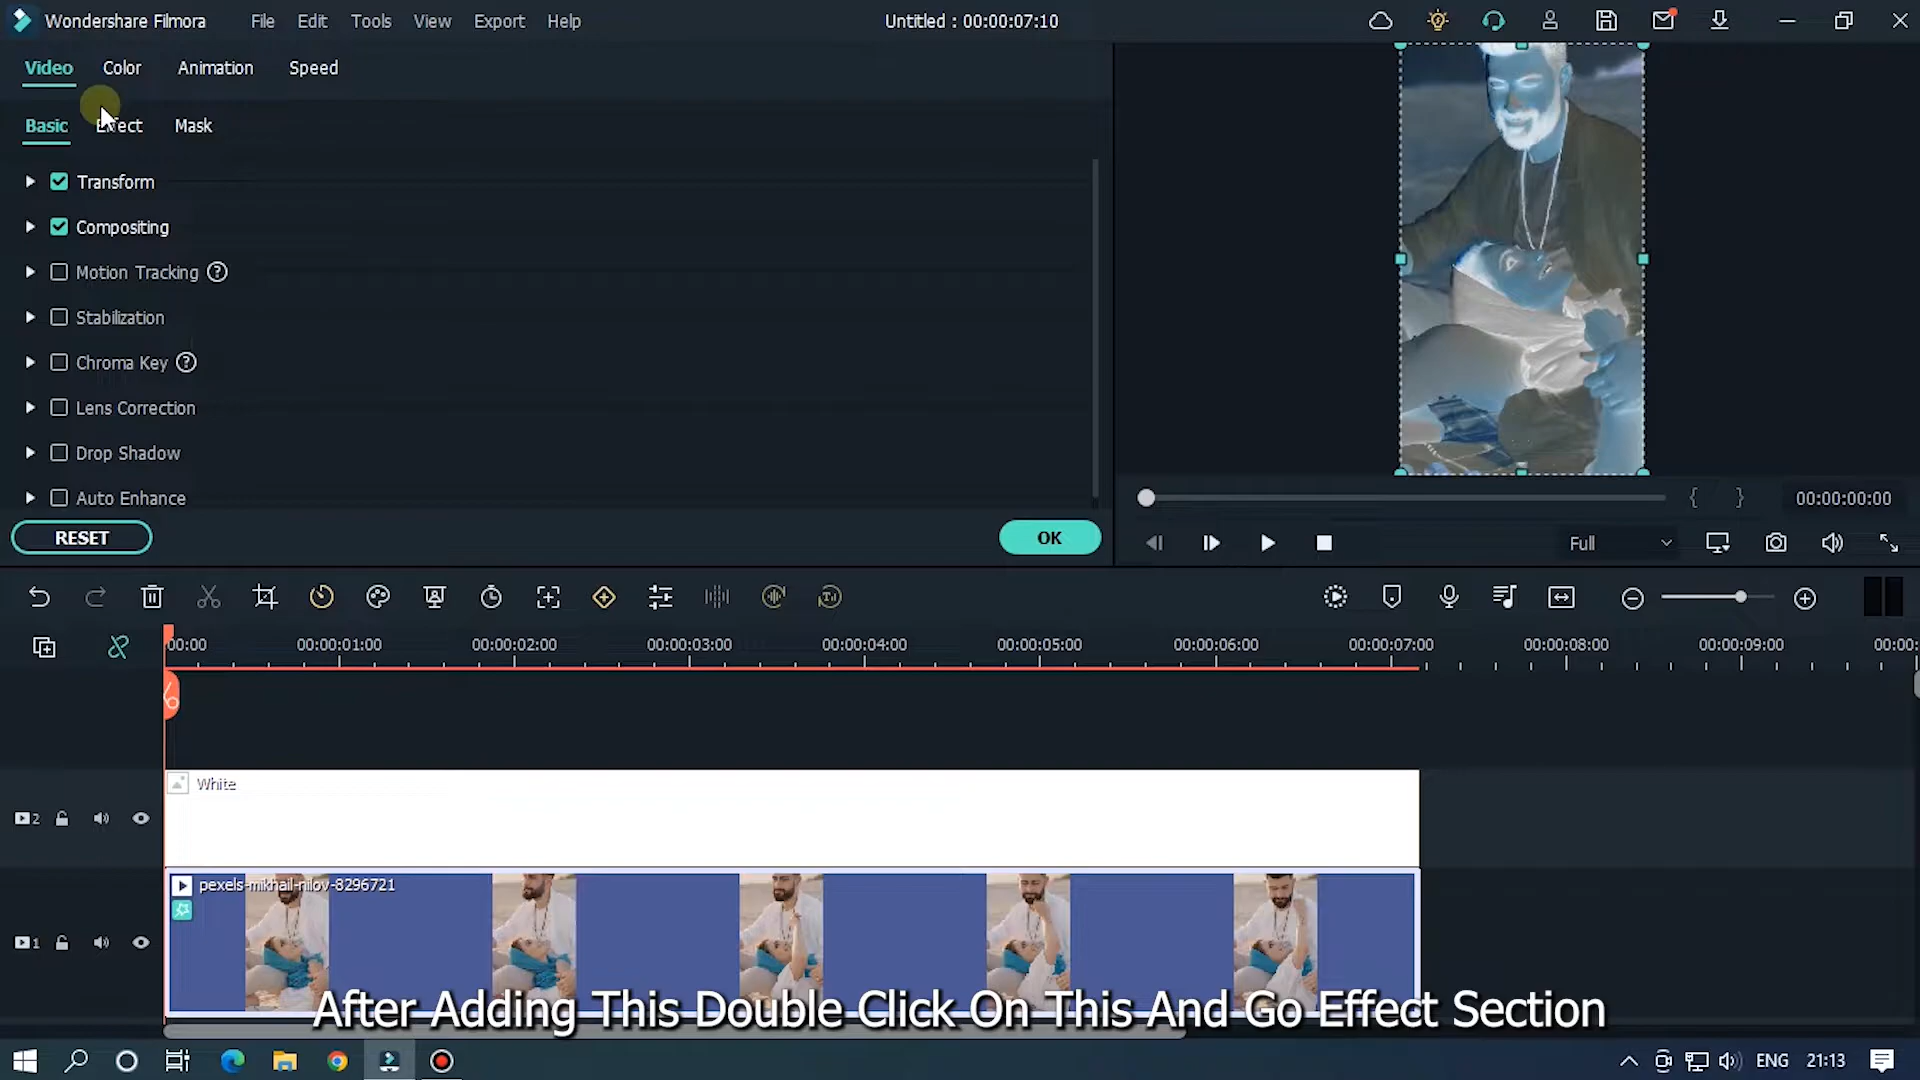 Wondershare Filmora File Edit Tools View Export Help Untitled : 00:00:07:10
Video Color Animation Speed
Basic Effect Mask
Transform
Compositing
Motion Tracking ?
Stabilization
Chroma Key ?
Lens Correction
Drop Shadow
Auto Enhance
RESET OK
{ } 00:00:00:00
Full
00:00 00:00:01:00 00:00:02:00 00:00:03:00 00:00:04:00 00:00:05:00 00:00:06:00 00:00:07:00 00:00:08:00 00:00:09:00 00:00:
White
2
pexels-mikhail-nilov-8296721
1
After Adding This Double Click On This And Go Effect Section
ENG 21:13